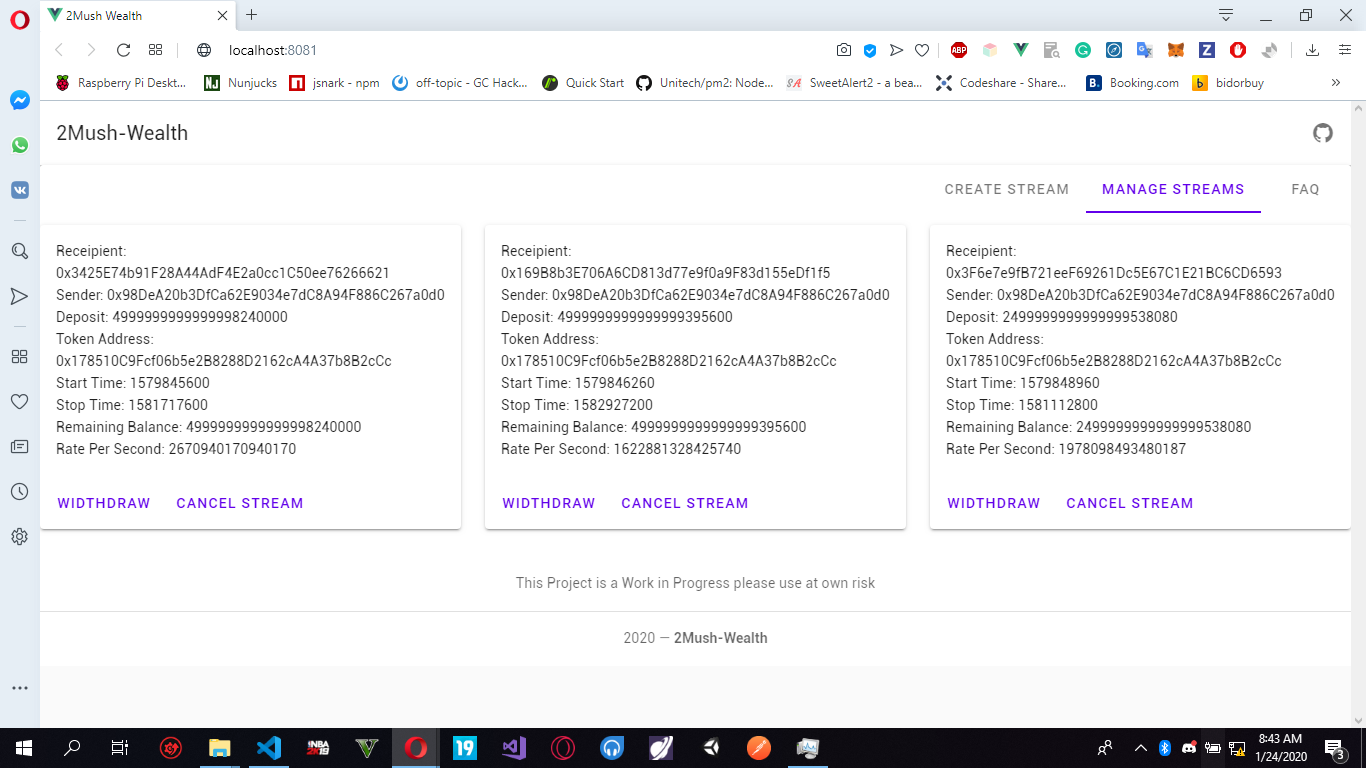 2Mush Wealth
localhost:8081
ABP
Z
Raspberry Pi Deskt...
Nunjucks
jsnark - npm
off-topic - GC Hack...
Quick Start
Unitech/pm2: Node...
SweetAlert2 - a bea...
Codeshare - Share...
Booking.com
bidorbuy
2Mush-Wealth
CREATE STREAM
MANAGE STREAMS
FAQ
Receipient:
0x3425E74b91F28A44AdF4E2a0cc1C50ee76266621
Sender: 0x98DeA20b3DfCa62E9034e7dC8A94F886C267a0d0
Deposit: 4999999999999998240000
Token Address:
0x178510C9Fcf06b5e2B8288D2162cA4A37b8B2cCc
Start Time: 1579845600
Stop Time: 1581717600
Remaining Balance: 4999999999999998240000
Rate Per Second: 2670940170940170
WIDTHDRAW
CANCEL STREAM
Receipient:
0x169B8b3E706A6CD813d77e9f0a9F83d155eDf1f5
Sender: 0x98DeA20b3DfCa62E9034e7dC8A94F886C267a0d0
Deposit: 4999999999999999395600
Token Address:
0x178510C9Fcf06b5e2B8288D2162cA4A37b8B2cCc
Start Time: 1579846260
Stop Time: 1582927200
Remaining Balance: 4999999999999999395600
Rate Per Second: 1622881328425740
WIDTHDRAW
CANCEL STREAM
Receipient:
0x3F6e7e9fB721eeF69261Dc5E67C1E21BC6CD6593
Sender: 0x98DeA20b3DfCa62E9034e7dC8A94F886C267a0d0
Deposit: 2499999999999999538080
Token Address:
0x178510C9Fcf06b5e2B8288D2162cA4A37b8B2cCc
Start Time: 1579848960
Stop Time: 1581112800
Remaining Balance: 2499999999999999538080
Rate Per Second: 1978098493480187
WIDTHDRAW
CANCEL STREAM
This Project is a Work in Progress please use at own risk
2020 — 2Mush-Wealth
19
8:43 AM
1/24/2020
3